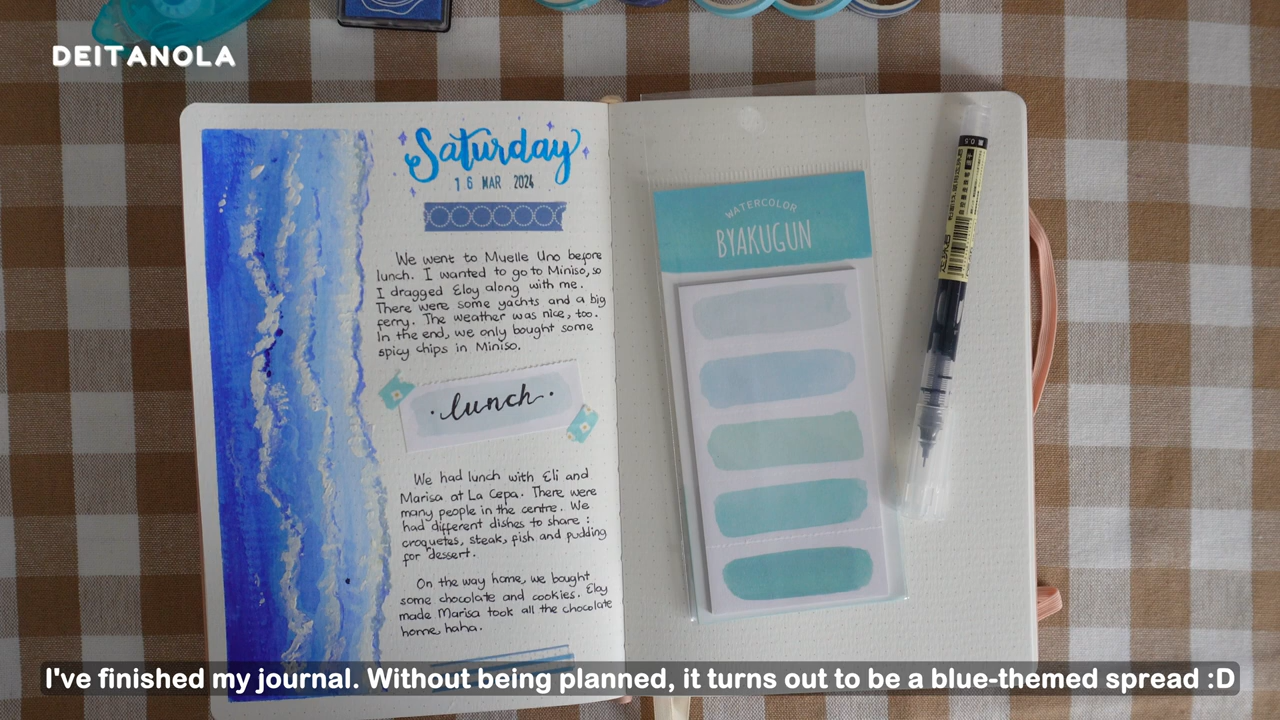 DEITANOLA
Saturday
16 MAR 2024
We went to Muelle Uno before
lunch. I wanted to go to Miniso, so
I dragged Eloy along with me.
There were some yachts and a big
ferry. The weather was nice, too.
In the end, we only bought some
spicy chips in Miniso.
·lunch·
We had lunch with Eli and
Marisa at La Cepa. There were
many people in the centre. We
had different dishes to share :
croquetes, steak, fish and pudding
for dessert.
On the way home, we bought
some chocolate and cookies. Eloy
made Marisa took all the chocolate
home, haha.
WATERCOLOR
BYAKUGUN
0.5
I've finished my journal. Without being planned, it turns out to be a blue-themed spread :D